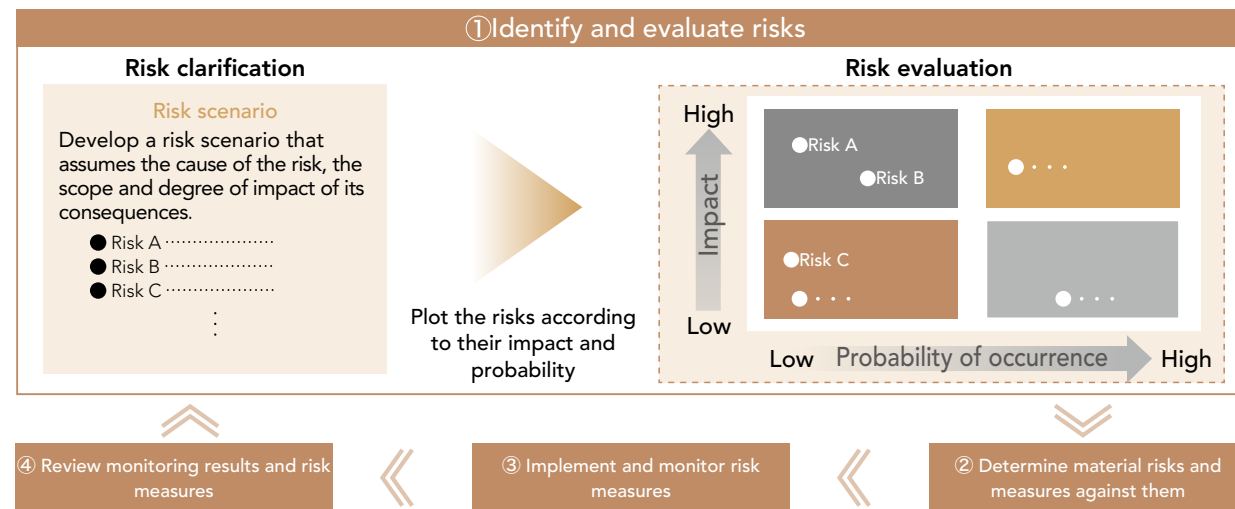 ①Identify and evaluate risks
Risk clarification
Risk scenario
Develop a risk scenario that
assumes the cause of the risk, the
scope and degree of impact of its
consequences.
● Risk A ····················
● Risk B ····················
● Risk C ····················
⋮
Plot the risks according
to their impact and
probability
Risk evaluation
High
Impact
Low
Risk A
Risk B
· · ·
Risk C
· · ·
· · ·
Low
Probability of occurrence
High
② Determine material risks and
measures against them
③ Implement and monitor risk
measures
④ Review monitoring results and risk
measures